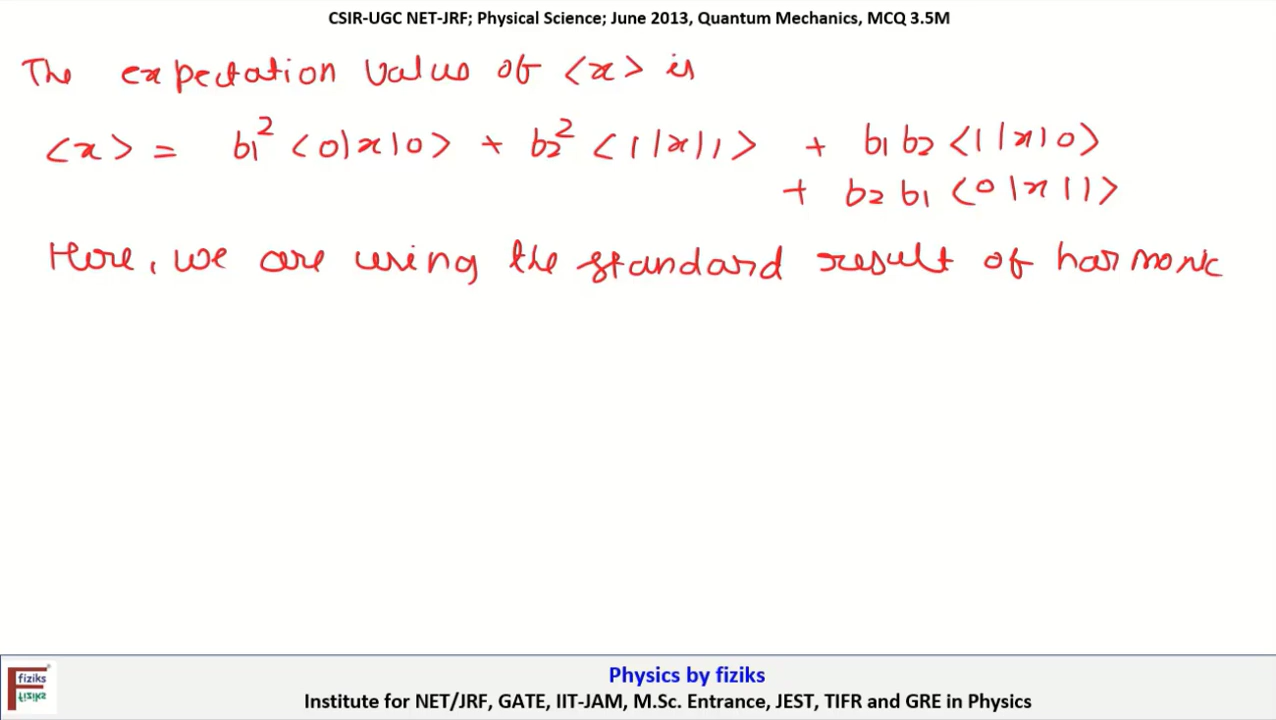 CSIR-UGC NET-JRF; Physical Science; June 2013, Quantum Mechanics, MCQ 3.5M
The expectation value of <x> is
<x> = b₁² <0|x|0> + b₂² <1|x|1> + b₁ b₂ <1|x|0>
+ b₂ b₁ <0|x|1>
Here, we are using the standard result of harmonic
fiziks
fiziks
Physics by fiziks
Institute for NET/JRF, GATE, IIT-JAM, M.Sc. Entrance, JEST, TIFR and GRE in Physics